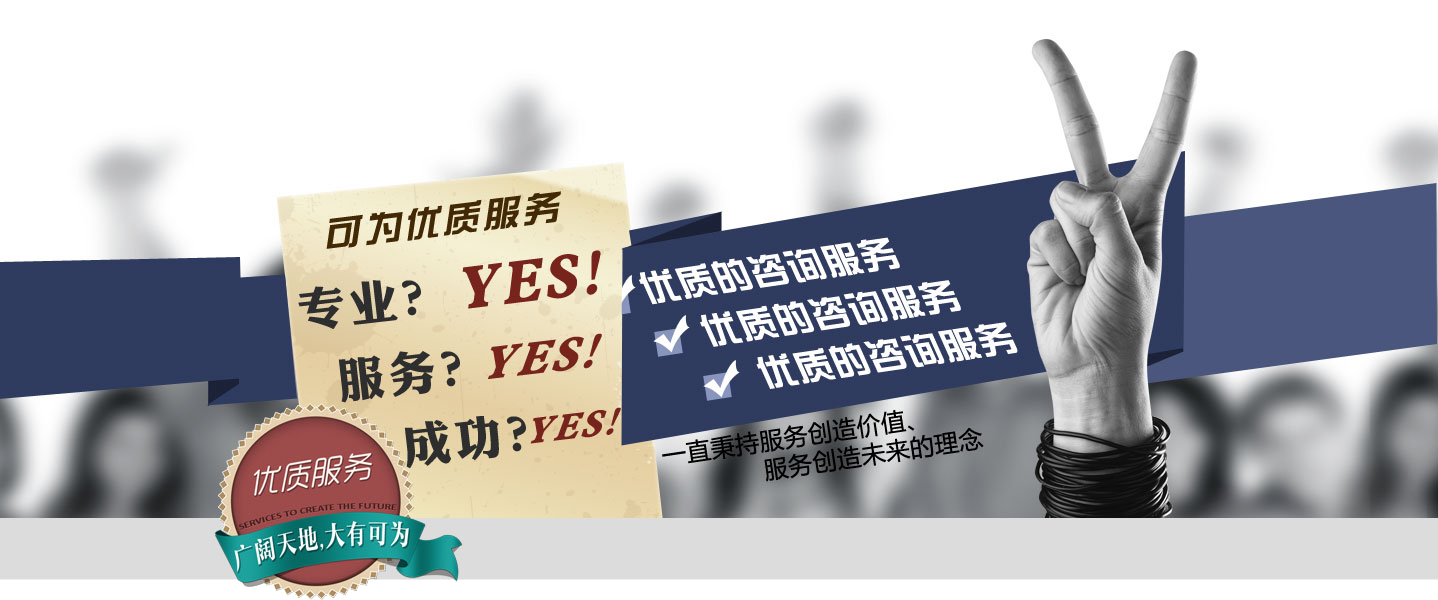 可为优质服务
专业? YES!
服务? YES!
成功? YES!
优质的咨询服务
优质的咨询服务
优质的咨询服务
一直秉持服务创造价值、
服务创造未来的理念
优质服务
SERVICES TO CREATE THE FUTURE
广阔天地,大有可为